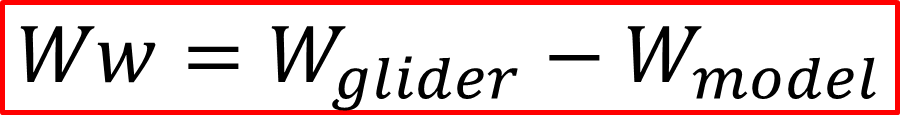 Ww = W_glider − W_model